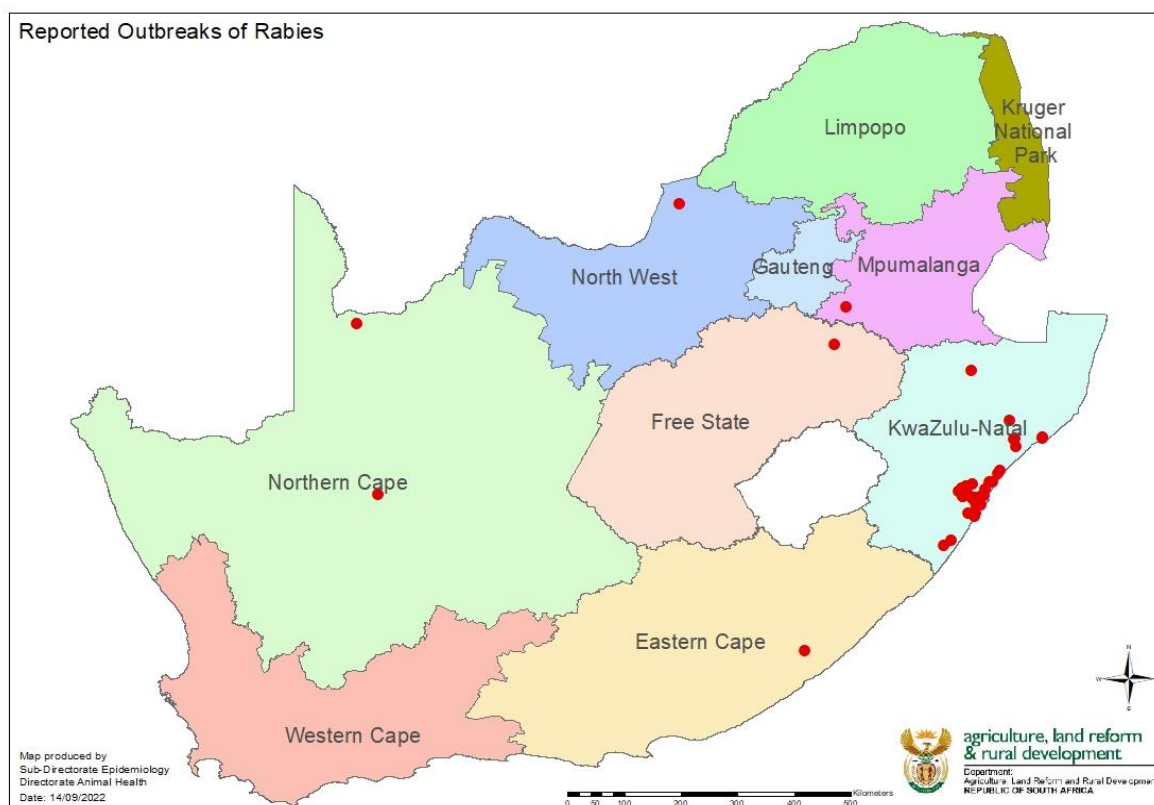 Reported Outbreaks of Rabies
Limpopo
Kruger
National
Park
North West
Gauteng
Mpumalanga
Free State
KwaZulu-Natal
Northern Cape
Eastern Cape
Western Cape
N
W
S
Map produced by
Sub-Directorate Epidemiology
Directorate Animal Health
Date: 14/09/2022
Kilometers
0 50 100 200 300 400 500
agriculture, land reform
& rural development
Department:
Agriculture, Land Reform and Rural Development
REPUBLIC OF SOUTH AFRICA